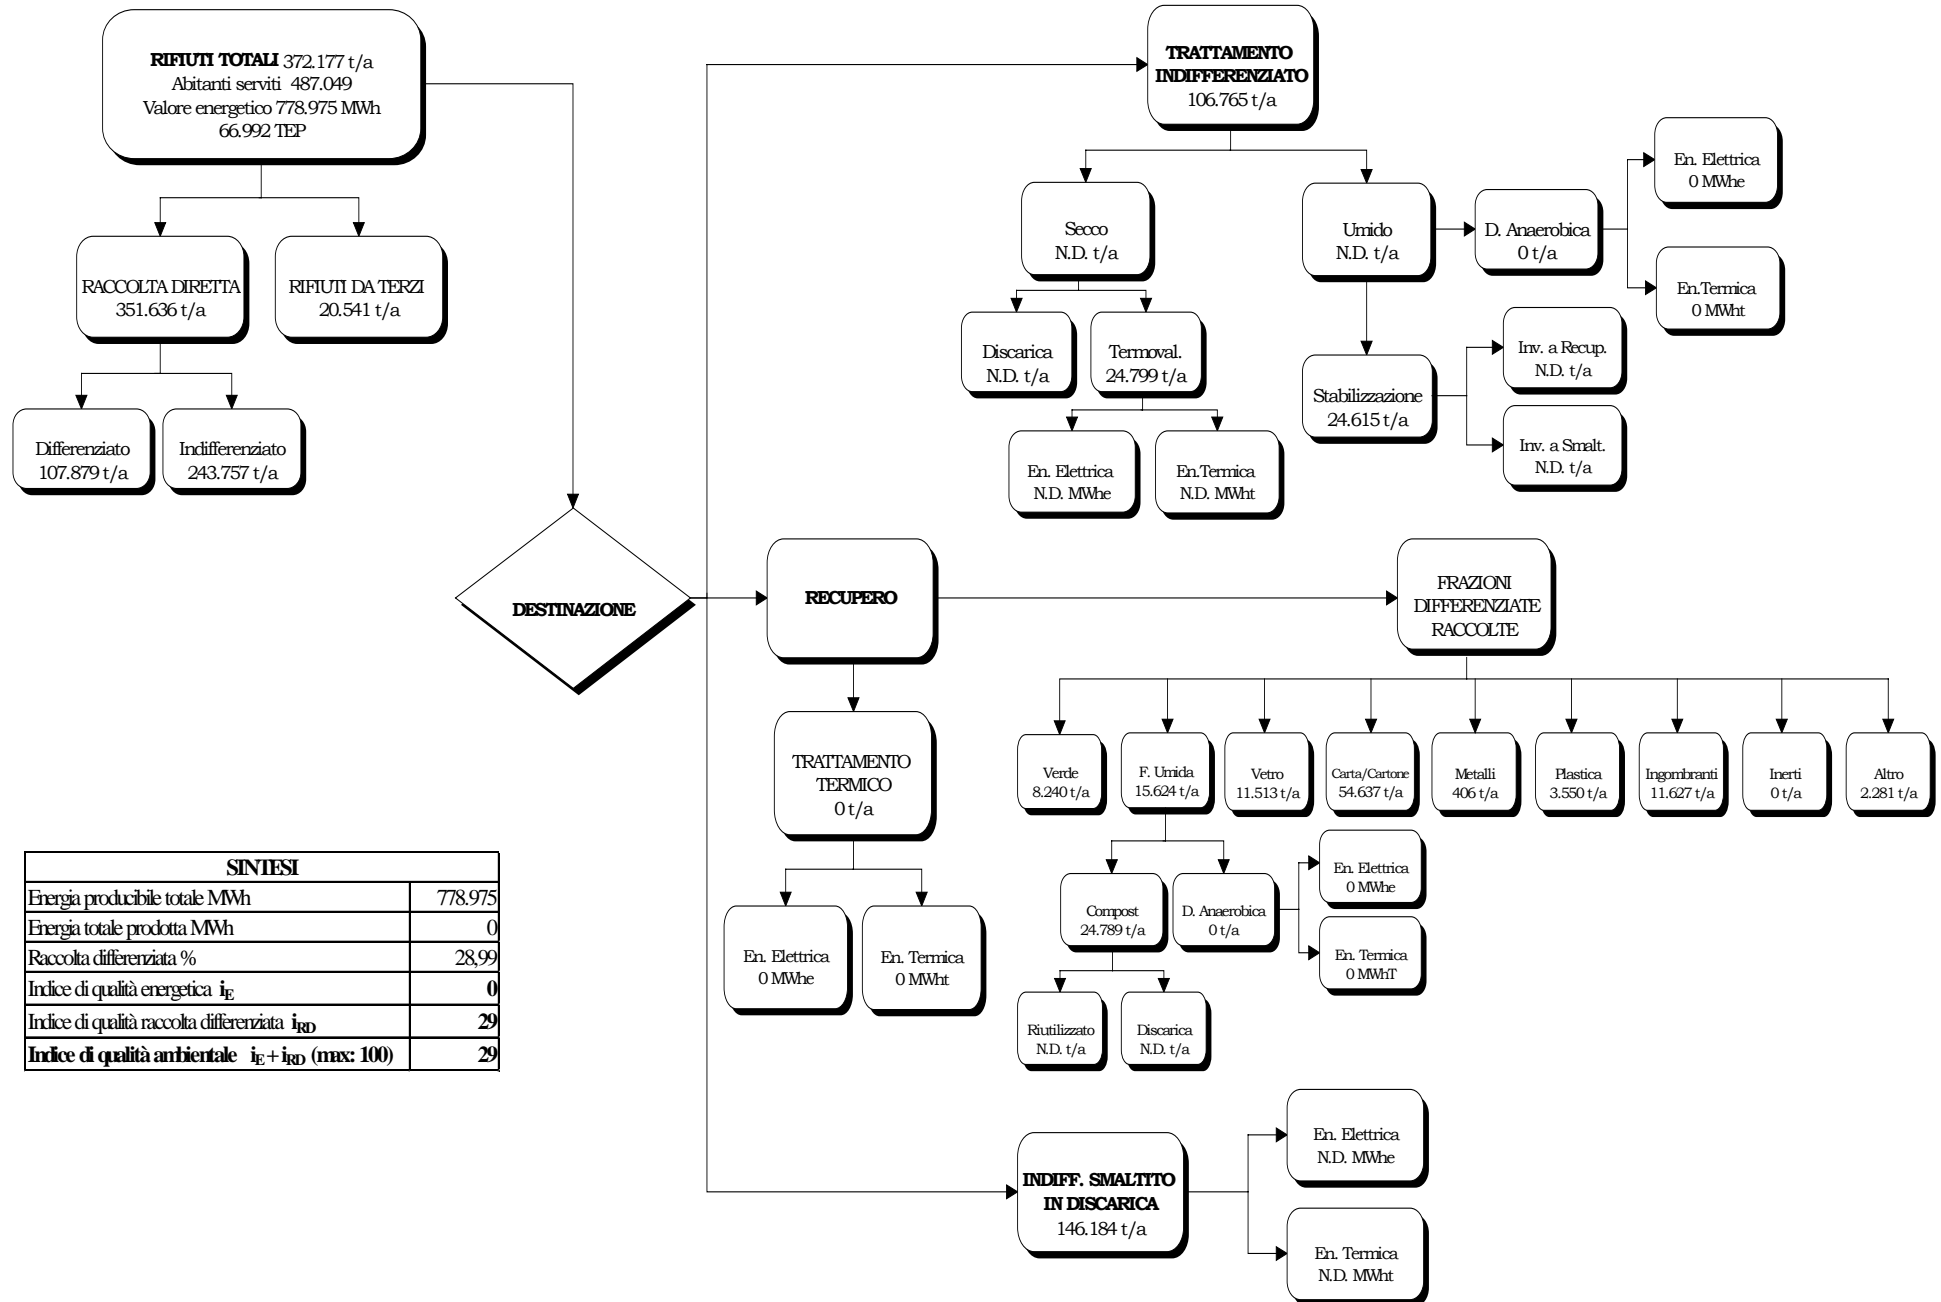 RIFIUTI TOTALI 372.177 t/a
Abitanti serviti 487.049
Valore energetico 778.975 MWh
66.992 TEP
RACCOLTA DIRETTA
351.636 t/a
RIFIUTI DA TERZI
20.541 t/a
Differenziato
107.879 t/a
Indifferenziato
243.757 t/a
DESTINAZIONE
TRATTAMENTO
INDIFFERENZIATO
106.765 t/a
Secco
N.D. t/a
Umido
N.D. t/a
D. Anaerobica
0 t/a
En. Elettrica
0 MWhe
En.Termica
0 MWht
Discarica
N.D. t/a
Termoval.
24.799 t/a
En. Elettrica
N.D. MWhe
En.Termica
N.D. MWht
Stabilizzazione
24.615 t/a
Inv. a Recup.
N.D. t/a
Inv. a Smalt.
N.D. t/a
RECUPERO
FRAZIONI
DIFFERENZIATE
RACCOLTE
TRATTAMENTO
TERMICO
0 t/a
En. Elettrica
0 MWhe
En. Termica
0 MWht
Verde
8.240 t/a
F. Umida
15.624 t/a
Vetro
11.513 t/a
Carta/Cartone
54.637 t/a
Metalli
406 t/a
Plastica
3.550 t/a
Ingombranti
11.627 t/a
Inerti
0 t/a
Altro
2.281 t/a
Compost
24.789 t/a
D. Anaerobica
0 t/a
En. Elettrica
0 MWhe
En. Termica
0 MWhT
Riutilizzato
N.D. t/a
Discarica
N.D. t/a
INDIFF. SMALTITO
IN DISCARICA
146.184 t/a
En. Elettrica
N.D. MWhe
En. Termica
N.D. MWht
SINTESI
Energia producibile totale MWh 778.975
Energia totale prodotta MWh 0
Raccolta differenziata % 28,99
Indice di qualità energetica iE 0
Indice di qualità raccolta differenziata iRD 29
Indice di qualità ambientale iE + iRD (max: 100) 29